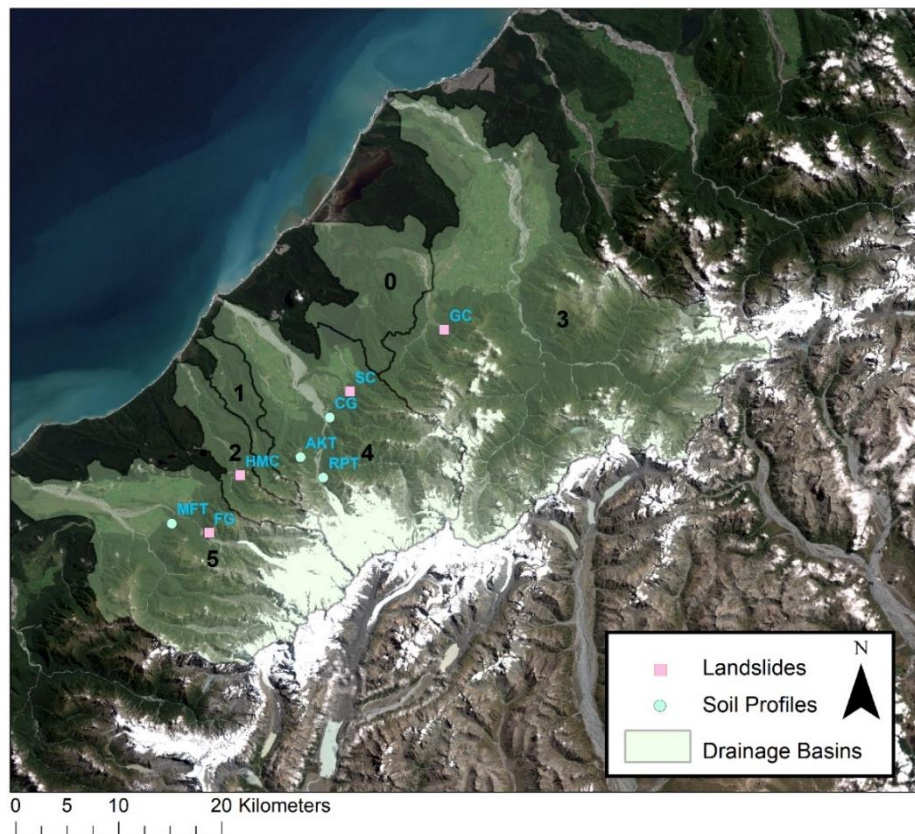 0
3
GC
SC
1
CG
AKT
4
2
HMC
RPT
MFT
FG
5
N
Landslides
Soil Profiles
Drainage Basins
0 5 10 20 Kilometers